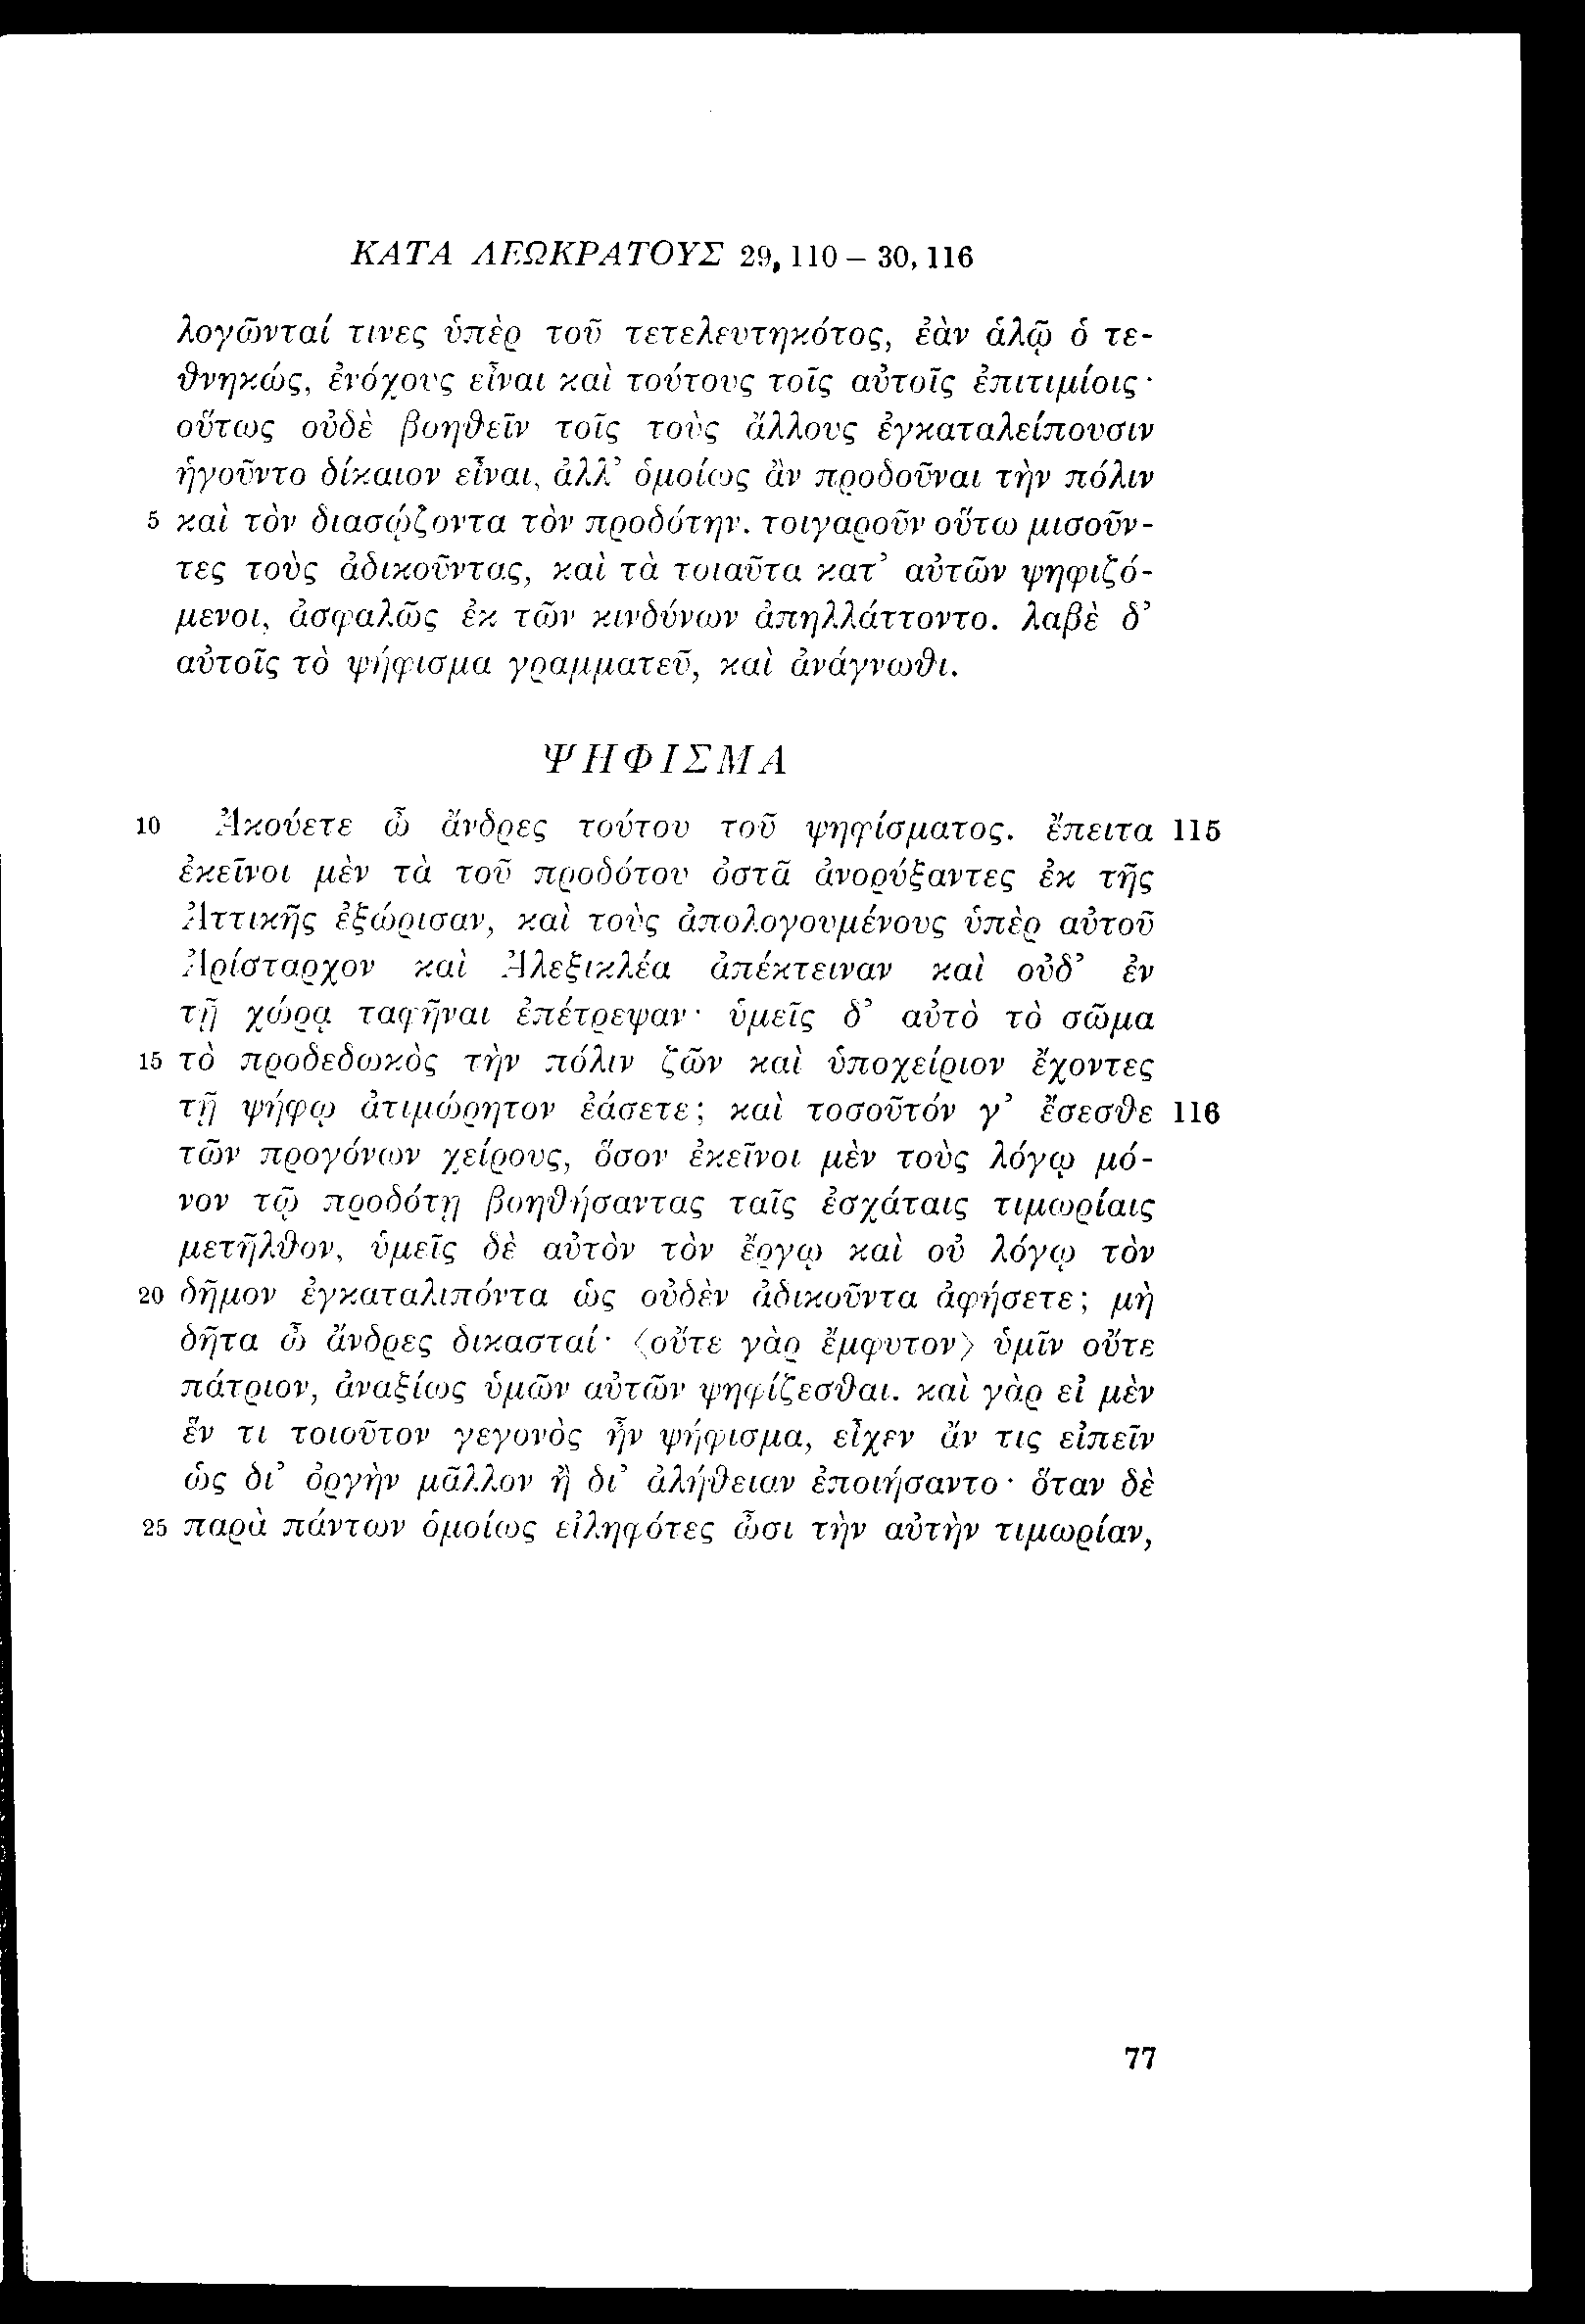 ΚΑΤΑ ΛΕΩΚΡΑΤΟΥΣ 29, 110 – 30, 116
λογῶνταί τινες ὑπὲρ τοῦ τετελευτηκότος, ἐὰν ἁλῷ ὁ τε-
θνηκώς, ἐνόχους εἶναι καὶ τούτους τοῖς αὐτοῖς ἐπιτιμίοις·
οὕτως οὐδὲ βοηθεῖν τοῖς τοὺς ἄλλους ἐγκαταλείπουσιν
ἡγοῦντο δίκαιον εἶναι, ἀλλ’ ὁμοίως ἂν προδοῦναι τὴν πόλιν
5 καὶ τὸν διασῴζοντα τὸν προδότην. τοιγαροῦν οὕτω μισοῦν-
τες τοὺς ἀδικοῦντας, καὶ τὰ τοιαῦτα κατ’ αὐτῶν ψηφιζό-
μενοι, ἀσφαλῶς ἐκ τῶν κινδύνων ἀπηλλάττοντο. λαβὲ δ’
αὐτοῖς τὸ ψήφισμα γραμματεῦ, καὶ ἀνάγνωθι.
ΨΗΦΙΣΜΑ
10 Ἀκούετε ὦ ἄνδρες τούτου τοῦ ψηφίσματος. ἔπειτα 115
ἐκεῖνοι μὲν τὰ τοῦ προδότου ὀστᾶ ἀνορύξαντες ἐκ τῆς
Ἀττικῆς ἐξώρισαν, καὶ τοὺς ἀπολογουμένους ὑπὲρ αὐτοῦ
Ἀρίσταρχον καὶ Ἀλεξικλέα ἀπέκτειναν καὶ οὐδ’ ἐν
τῇ χώρᾳ ταφῆναι ἐπέτρεψαν· ὑμεῖς δ’ αὐτὸ τὸ σῶμα
15 τὸ προδεδωκὸς τὴν πόλιν ζῶν καὶ ὑποχείριον ἔχοντες
τῇ ψήφῳ ἀτιμώρητον ἐάσετε; καὶ τοσοῦτόν γ’ ἔσεσθε 116
τῶν προγόνων χείρους, ὅσον ἐκεῖνοι μὲν τοὺς λόγῳ μό-
νον τῷ προδότῃ βοηθήσαντας ταῖς ἐσχάταις τιμωρίαις
μετῆλθον, ὑμεῖς δὲ αὐτὸν τὸν ἔργῳ καὶ οὐ λόγῳ τὸν
20 δῆμον ἐγκαταλιπόντα ὡς οὐδὲν ἀδικοῦντα ἀφήσετε; μὴ
δῆτα ὦ ἄνδρες δικασταί· ⟨οὔτε γὰρ ἔμφυτον⟩ ὑμῖν οὔτε
πάτριον, ἀναξίως ὑμῶν αὐτῶν ψηφίζεσθαι. καὶ γὰρ εἰ μὲν
ἕν τι τοιοῦτον γεγονὸς ἦν ψήφισμα, εἶχεν ἄν τις εἰπεῖν
ὡς δι’ ὀργὴν μᾶλλον ἢ δι’ ἀλήθειαν ἐποιήσαντο· ὅταν δὲ
25 παρὰ πάντων ὁμοίως εἰληφότες ὦσι τὴν αὐτὴν τιμωρίαν,
77